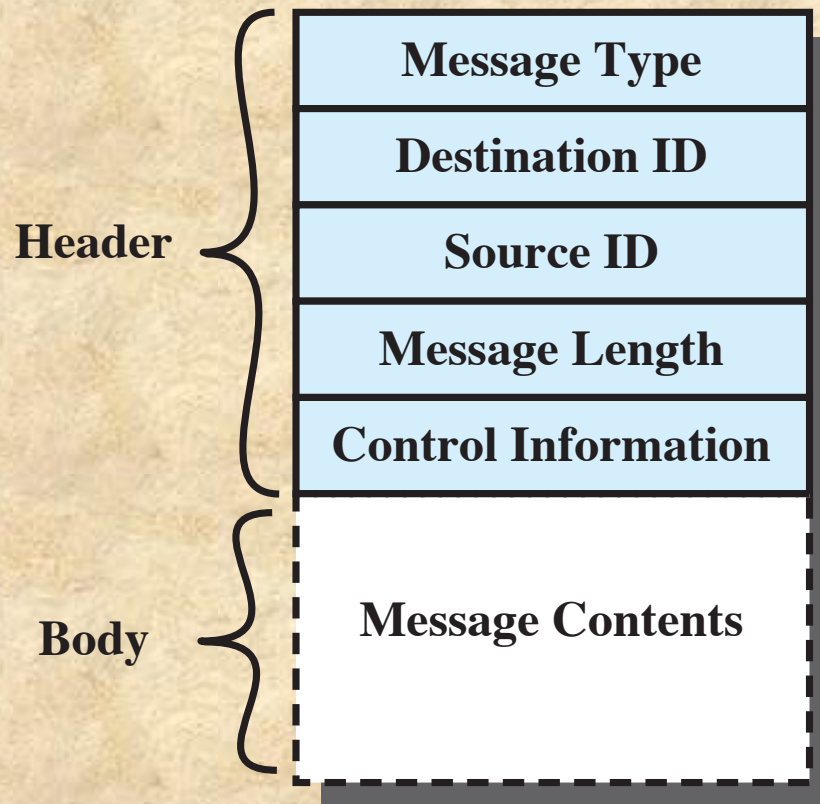 Message Type
Destination ID
Source ID
Header
Message Length
Control Information
Message Contents
Body